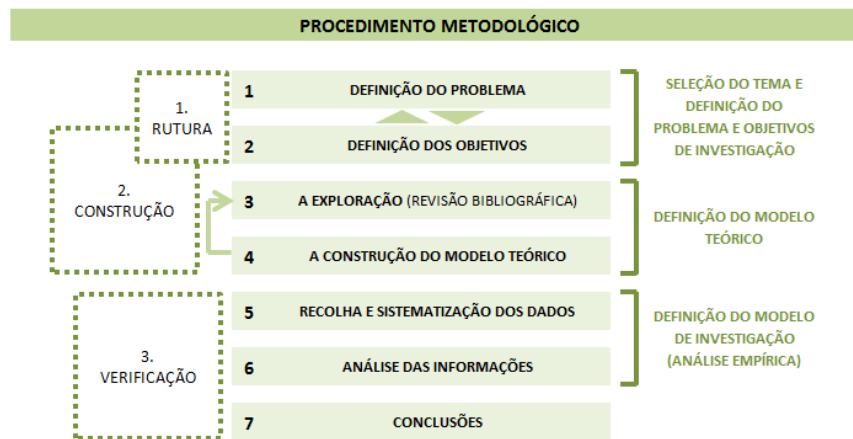 PROCEDIMENTO METODOLÓGICO
1.
RUTURA
2.
CONSTRUÇÃO
3.
VERIFICAÇÃO
1 DEFINIÇÃO DO PROBLEMA
2 DEFINIÇÃO DOS OBJETIVOS
3 A EXPLORAÇÃO (REVISÃO BIBLIOGRÁFICA)
4 A CONSTRUÇÃO DO MODELO TEÓRICO
5 RECOLHA E SISTEMATIZAÇÃO DOS DADOS
6 ANÁLISE DAS INFORMAÇÕES
7 CONCLUSÕES
SELEÇÃO DO TEMA E
DEFINIÇÃO DO
PROBLEMA E OBJETIVOS
DE INVESTIGAÇÃO
DEFINIÇÃO DO MODELO
TEÓRICO
DEFINIÇÃO DO MODELO
DE INVESTIGAÇÃO
(ANÁLISE EMPÍRICA)